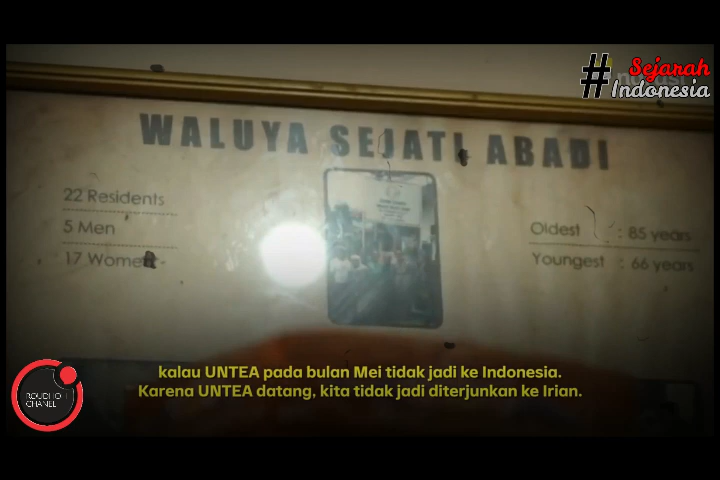 #Sejarah
Indonesia
WALUYA SEJATI ABADI
22 Residents
5 Men
17 Women
Oldest : 85 years
Youngest : 66 years
kalau UNTEA pada bulan Mei tidak jadi ke Indonesia.
Karena UNTEA datang, kita tidak jadi diterjunkan ke Irian.
CHANEL